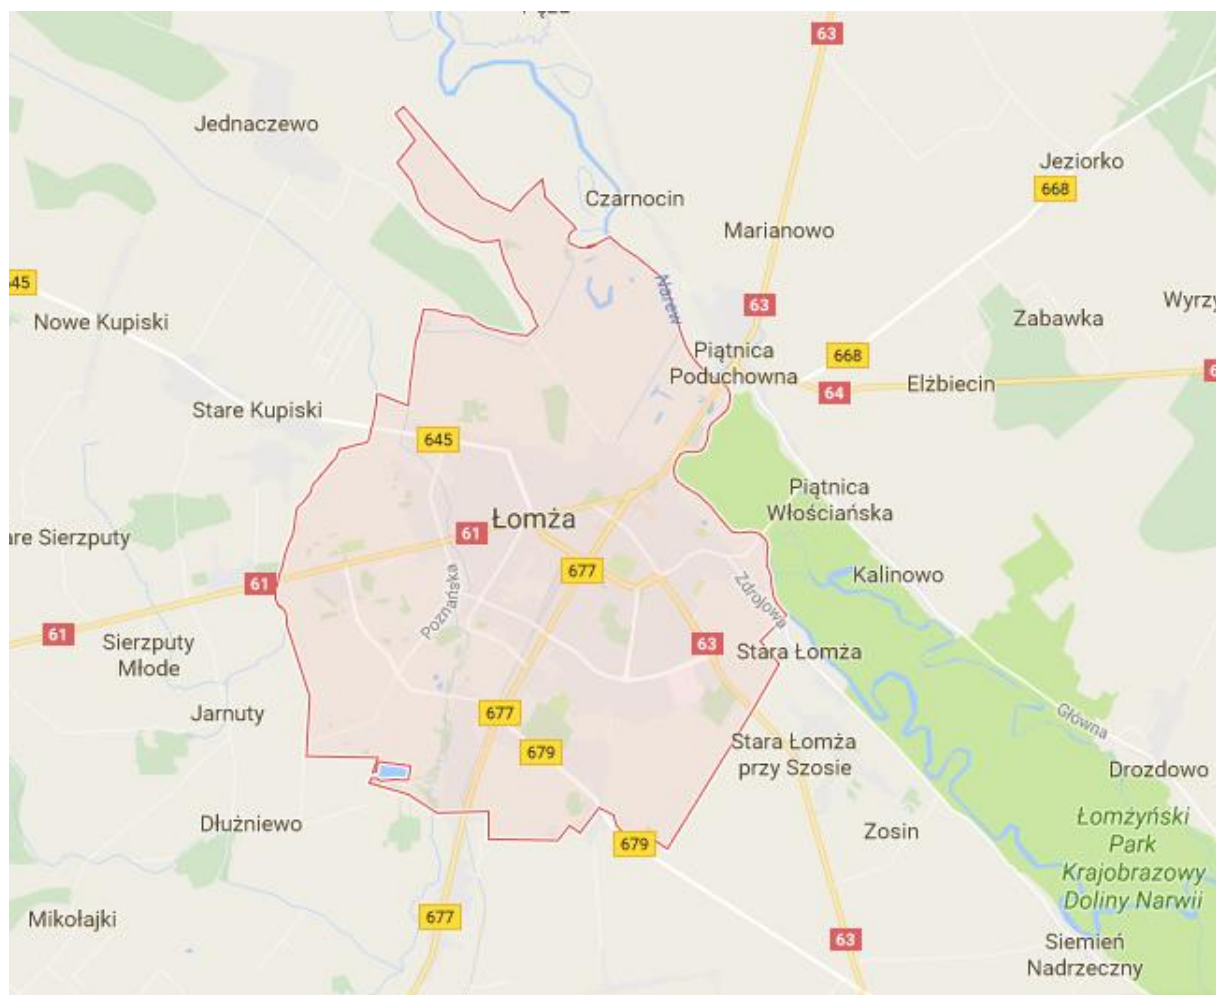 63
Jednaczewo
Jeziorko
668
Czarnocin
Marianowo
645
Narew
63
Wyrzy
Nowe Kupiski
Zabawka
Piątnica
Poduchowna
668
64
Elżbiecin
Stare Kupiski
645
Piątnica
Włościańska
Łomża
61
are Sierzputy
677
Kalinowo
61
Poznańska
Zdrojowa
61
Sierzputy
Młode
63
Stara Łomża
Jarnuty
677
Główna
679
Stara Łomża
przy Szosie
Drozdowo
Dłużniewo
Zosin
679
Łomżyński
Park
Krajobrazowy
Doliny Narwii
Mikołajki
677
63
Siemień
Nadrzeczny